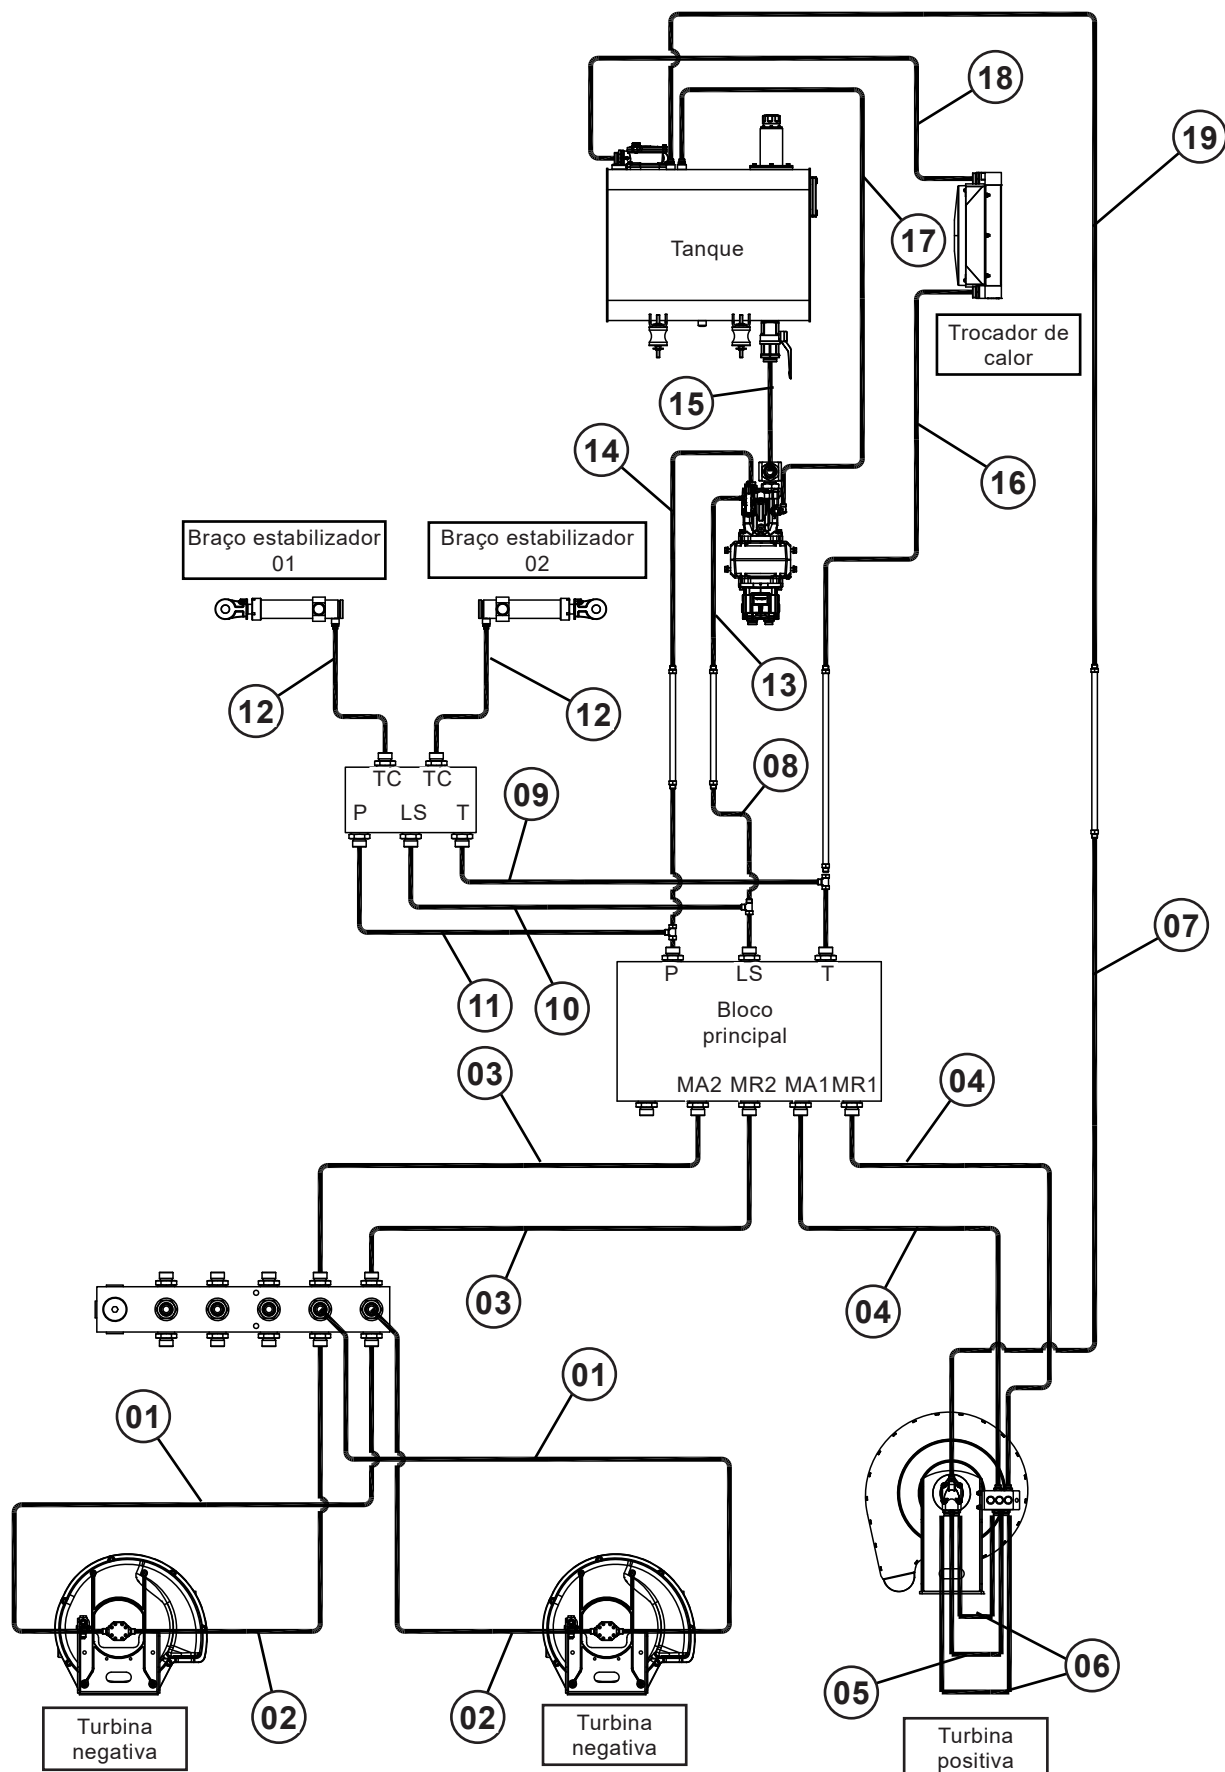 18
19
17
Tanque
Trocador de
calor
15
14
16
Braço estabilizador
01
Braço estabilizador
02
13
12
12
08
09
TC TC
P LS T
07
11
10
P LS T
Bloco
principal
03
04
MA2 MR2 MA1 MR1
03
04
01
01
06
05
02
02
Turbina
negativa
Turbina
negativa
Turbina
positiva